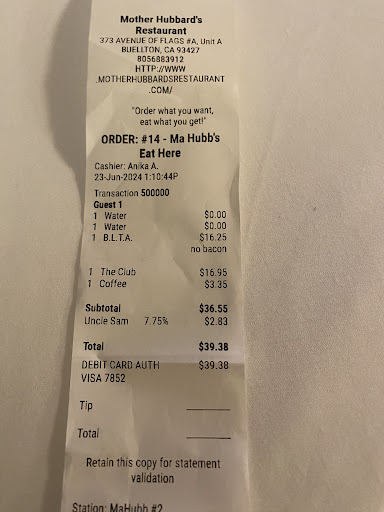 Mother Hubbard's
Restaurant
373 AVENUE OF FLAGS #A, Unit A
BUELLTON, CA 93427
8056883912
HTTP://WWW
.MOTHERHUBBARDSRESTAURANT
.COM/
"Order what you want,
eat what you get!"
ORDER: #14 - Ma Hubb's
Eat Here
Cashier: Anika A.
23-Jun-2024 1:10:44P
Transaction 500000
Guest 1
1 Water $0.00
1 Water $0.00
1 B.L.T.A. $16.25
no bacon
1 The Club $16.95
1 Coffee $3.35
Subtotal $36.55
Uncle Sam 7.75% $2.83
Total $39.38
DEBIT CARD AUTH $39.38
VISA 7852
Tip
Total
Retain this copy for statement
validation
Station: MaHubb #2